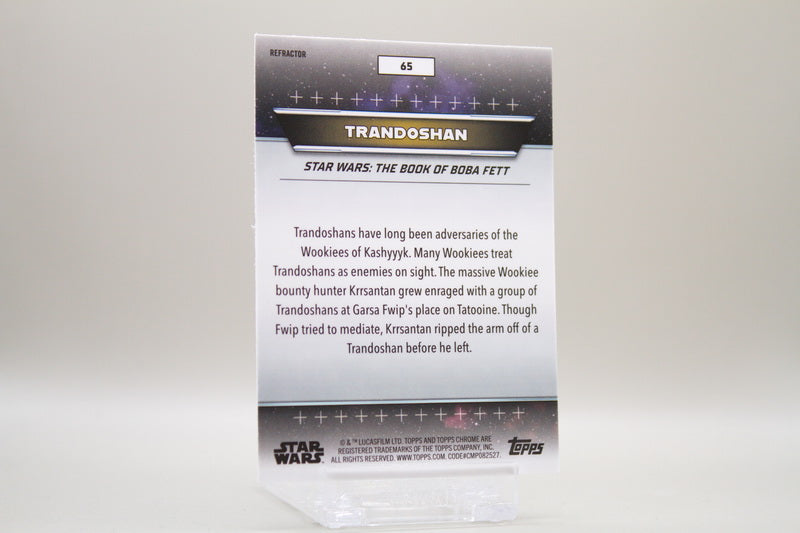 REFRACTOR
65
TRANDOSHAN
STAR WARS: THE BOOK OF BOBA FETT
Trandoshans have long been adversaries of the
Wookiees of Kashyyyk. Many Wookiees treat
Trandoshans as enemies on sight. The massive Wookiee
bounty hunter Krrsantan grew enraged with a group of
Trandoshans at Garsa Fwip's place on Tatooine. Though
Fwip tried to mediate, Krrsantan ripped the arm off of a
Trandoshan before he left.
STAR
WARS
© & ™ LUCASFILM LTD. TOPPS AND TOPPS CHROME ARE
REGISTERED TRADEMARKS OF THE TOPPS COMPANY, INC.
ALL RIGHTS RESERVED. WWW.TOPPS.COM. CODE#CMP082527.
TOPPS